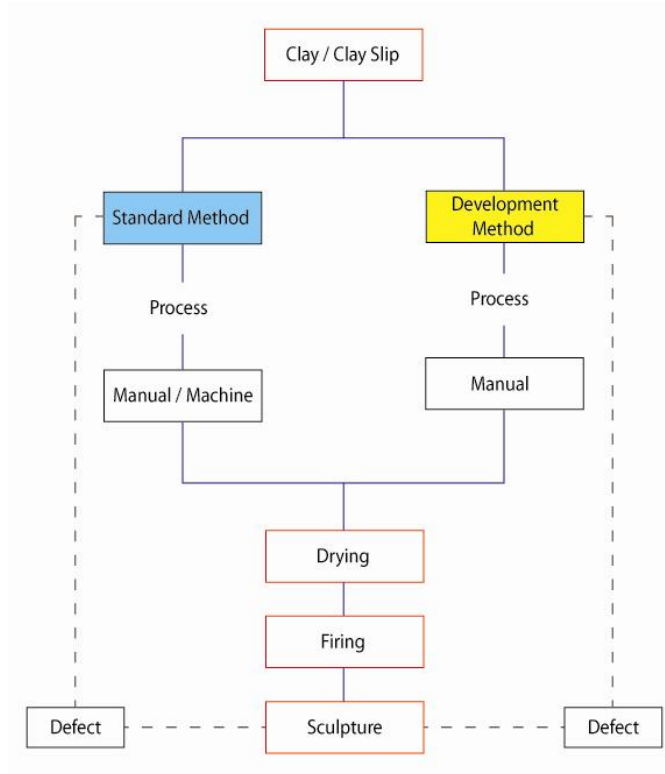 Clay / Clay Slip
Standard Method
Development
Method
Process
Process
Manual / Machine
Manual
Drying
Firing
Defect
Sculpture
Defect